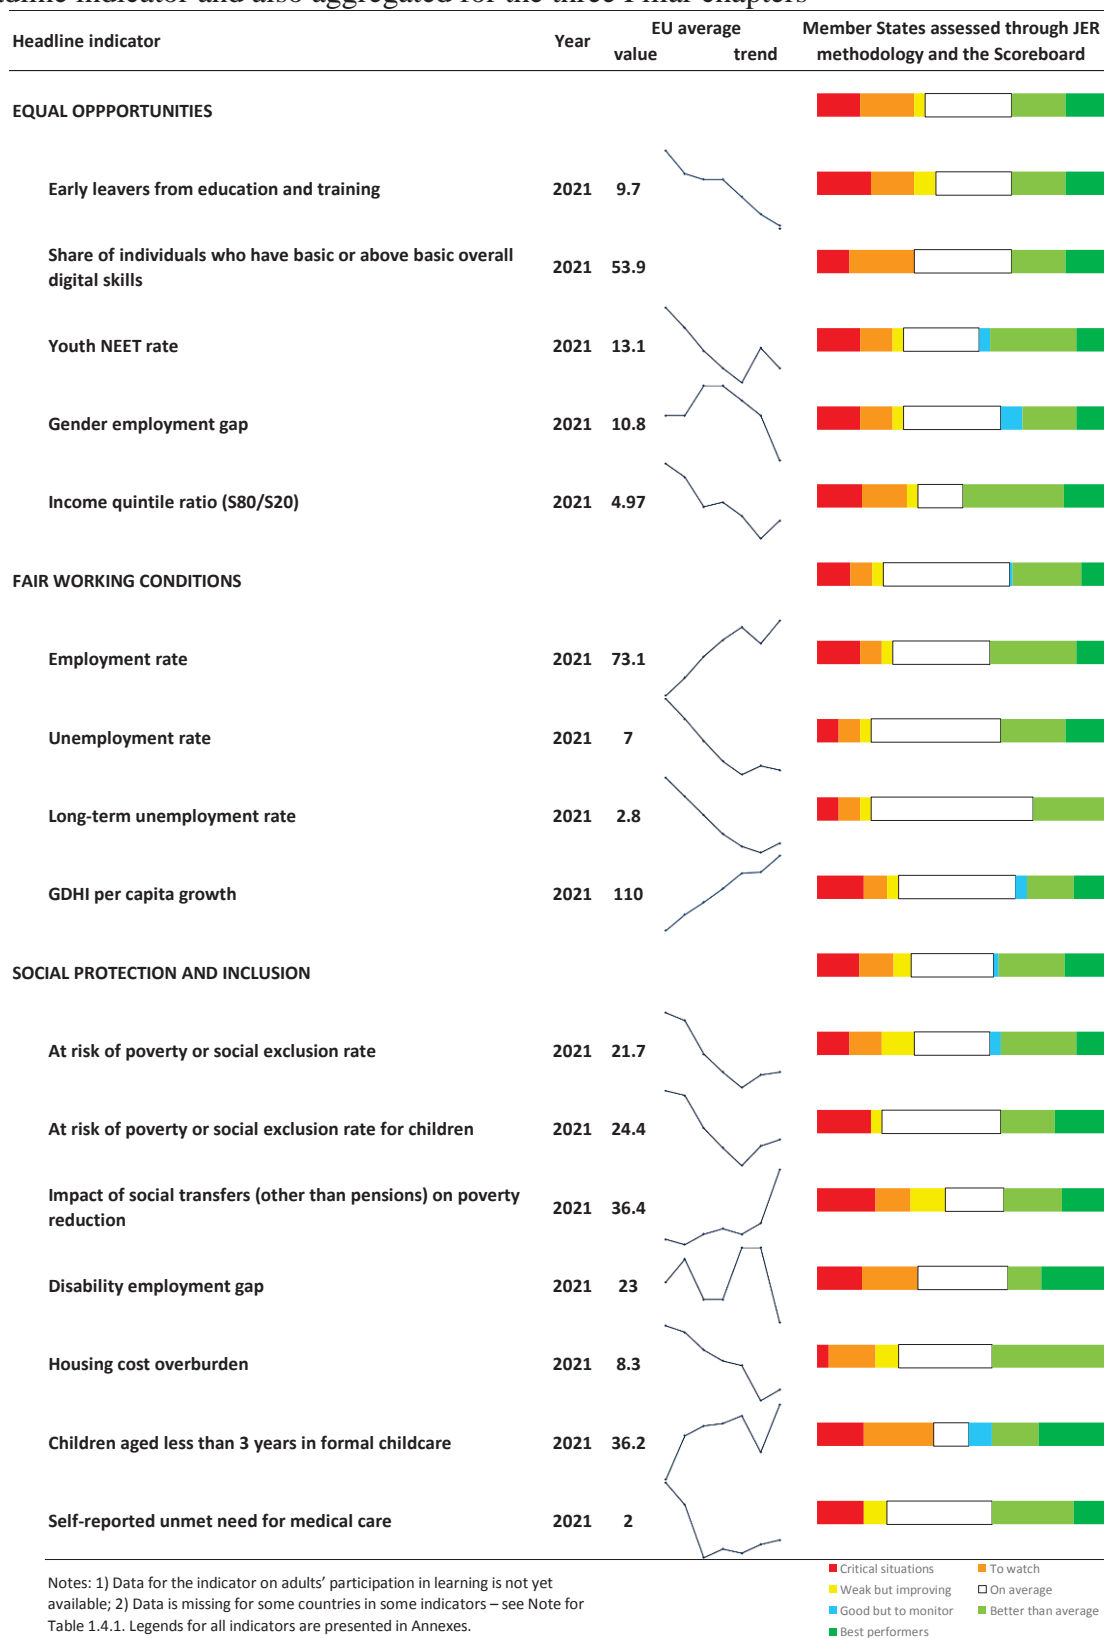 dline indicator and also aggregated for the three Pillar chapters
Headline indicator
Year
EU average
value trend
Member States assessed through JER
methodology and the Scoreboard
EQUAL OPPPORTUNITIES
Early leavers from education and training 2021 9.7
Share of individuals who have basic or above basic overall
digital skills
2021 53.9
Youth NEET rate 2021 13.1
Gender employment gap 2021 10.8
Income quintile ratio (S80/S20) 2021 4.97
FAIR WORKING CONDITIONS
Employment rate 2021 73.1
Unemployment rate 2021 7
Long-term unemployment rate 2021 2.8
GDHI per capita growth 2021 110
SOCIAL PROTECTION AND INCLUSION
At risk of poverty or social exclusion rate 2021 21.7
At risk of poverty or social exclusion rate for children 2021 24.4
Impact of social transfers (other than pensions) on poverty
reduction
2021 36.4
Disability employment gap 2021 23
Housing cost overburden 2021 8.3
Children aged less than 3 years in formal childcare 2021 36.2
Self-reported unmet need for medical care 2021 2
Notes: 1) Data for the indicator on adults' participation in learning is not yet
available; 2) Data is missing for some countries in some indicators – see Note for
Table 1.4.1. Legends for all indicators are presented in Annexes.
Critical situations To watch
Weak but improving On average
Good but to monitor Better than average
Best performers